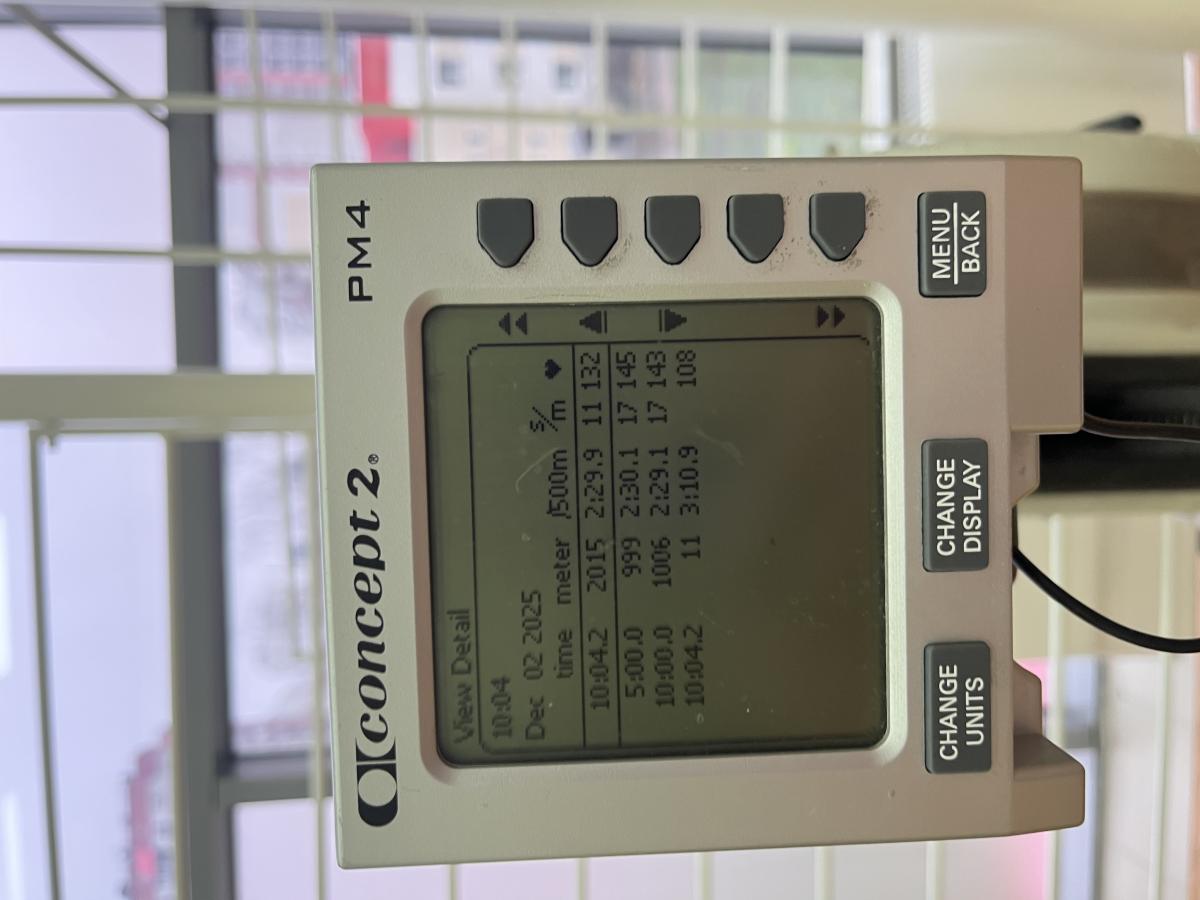 concept 2® PM4
View Detail
10:04
Dec 02 2025
time meter /500m s/m ♥
10:04.2 2015 2:29.9 11 132
5:00.0 999 2:30.1 17 145
10:00.0 1006 2:29.1 17 143
10:04.2 11 3:10.9 108
CHANGE UNITS
CHANGE DISPLAY
MENU BACK